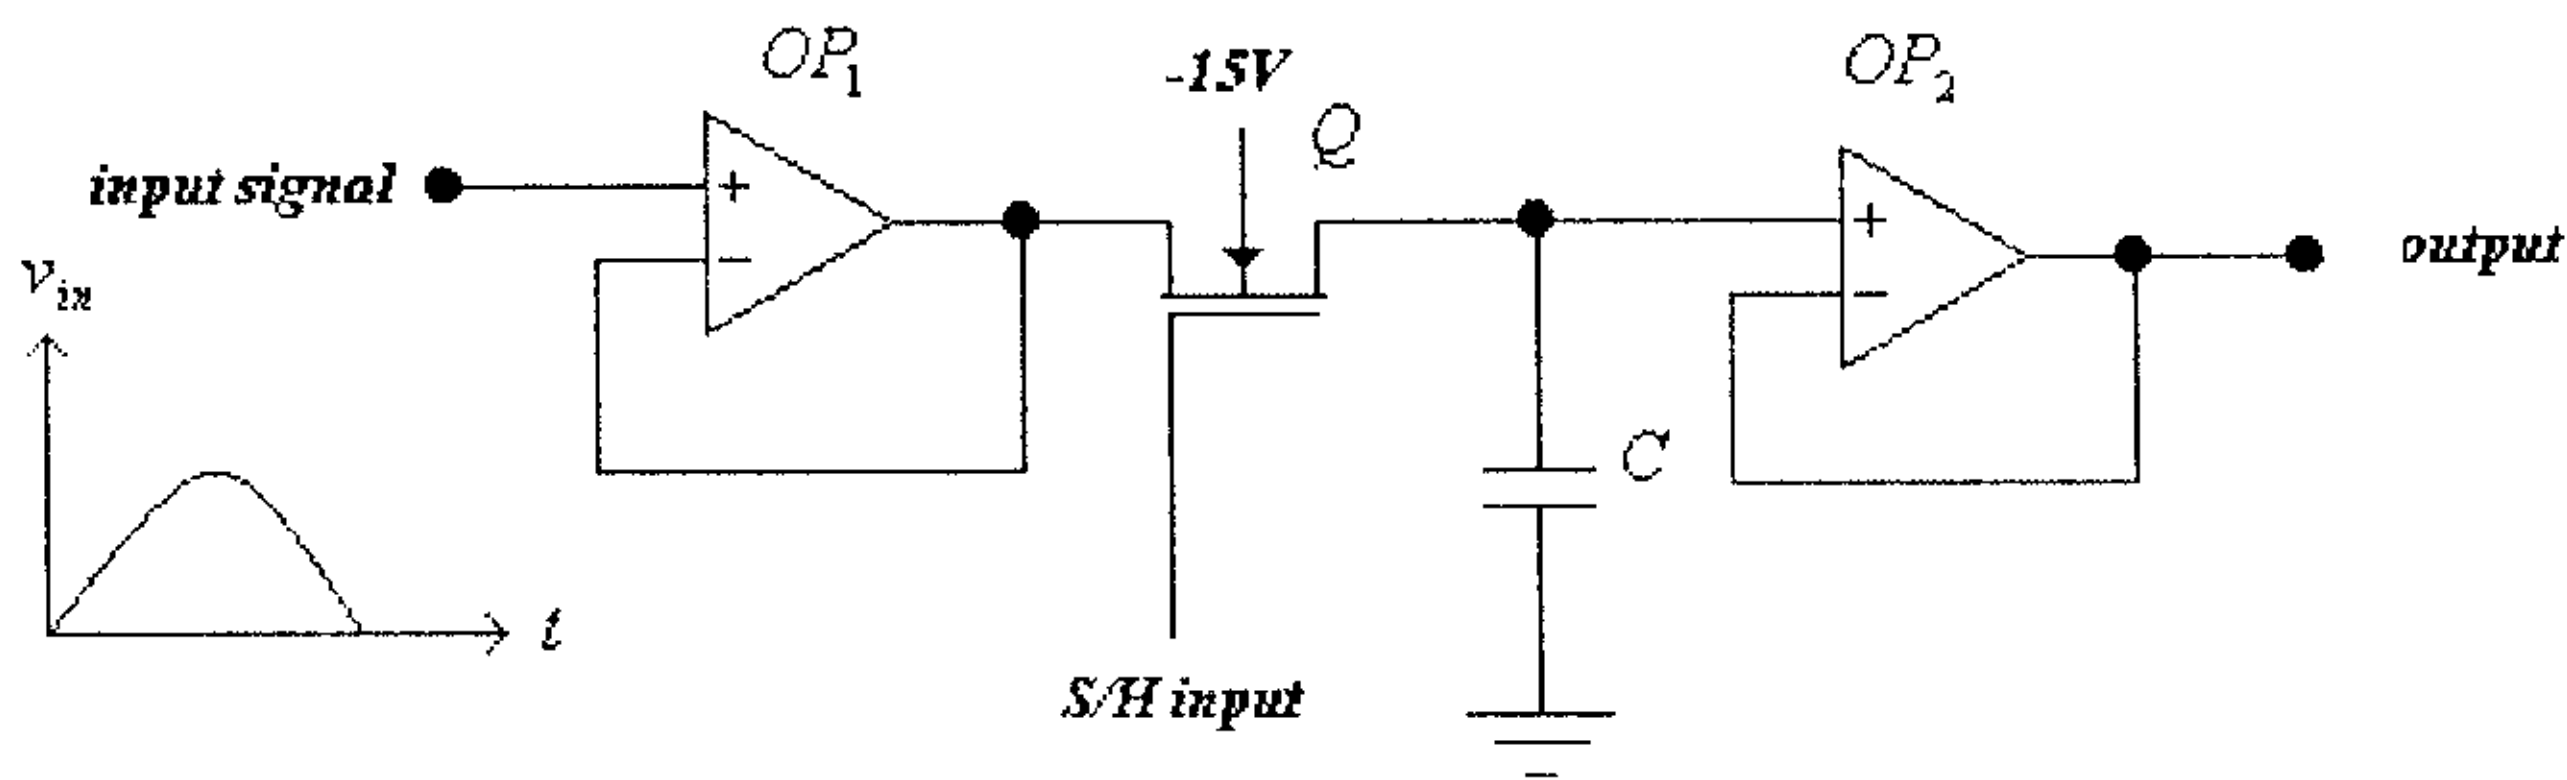 OP1
-15V
Q
OP2
input signal
+
-
+
-
output
vin
t
C
S/H input